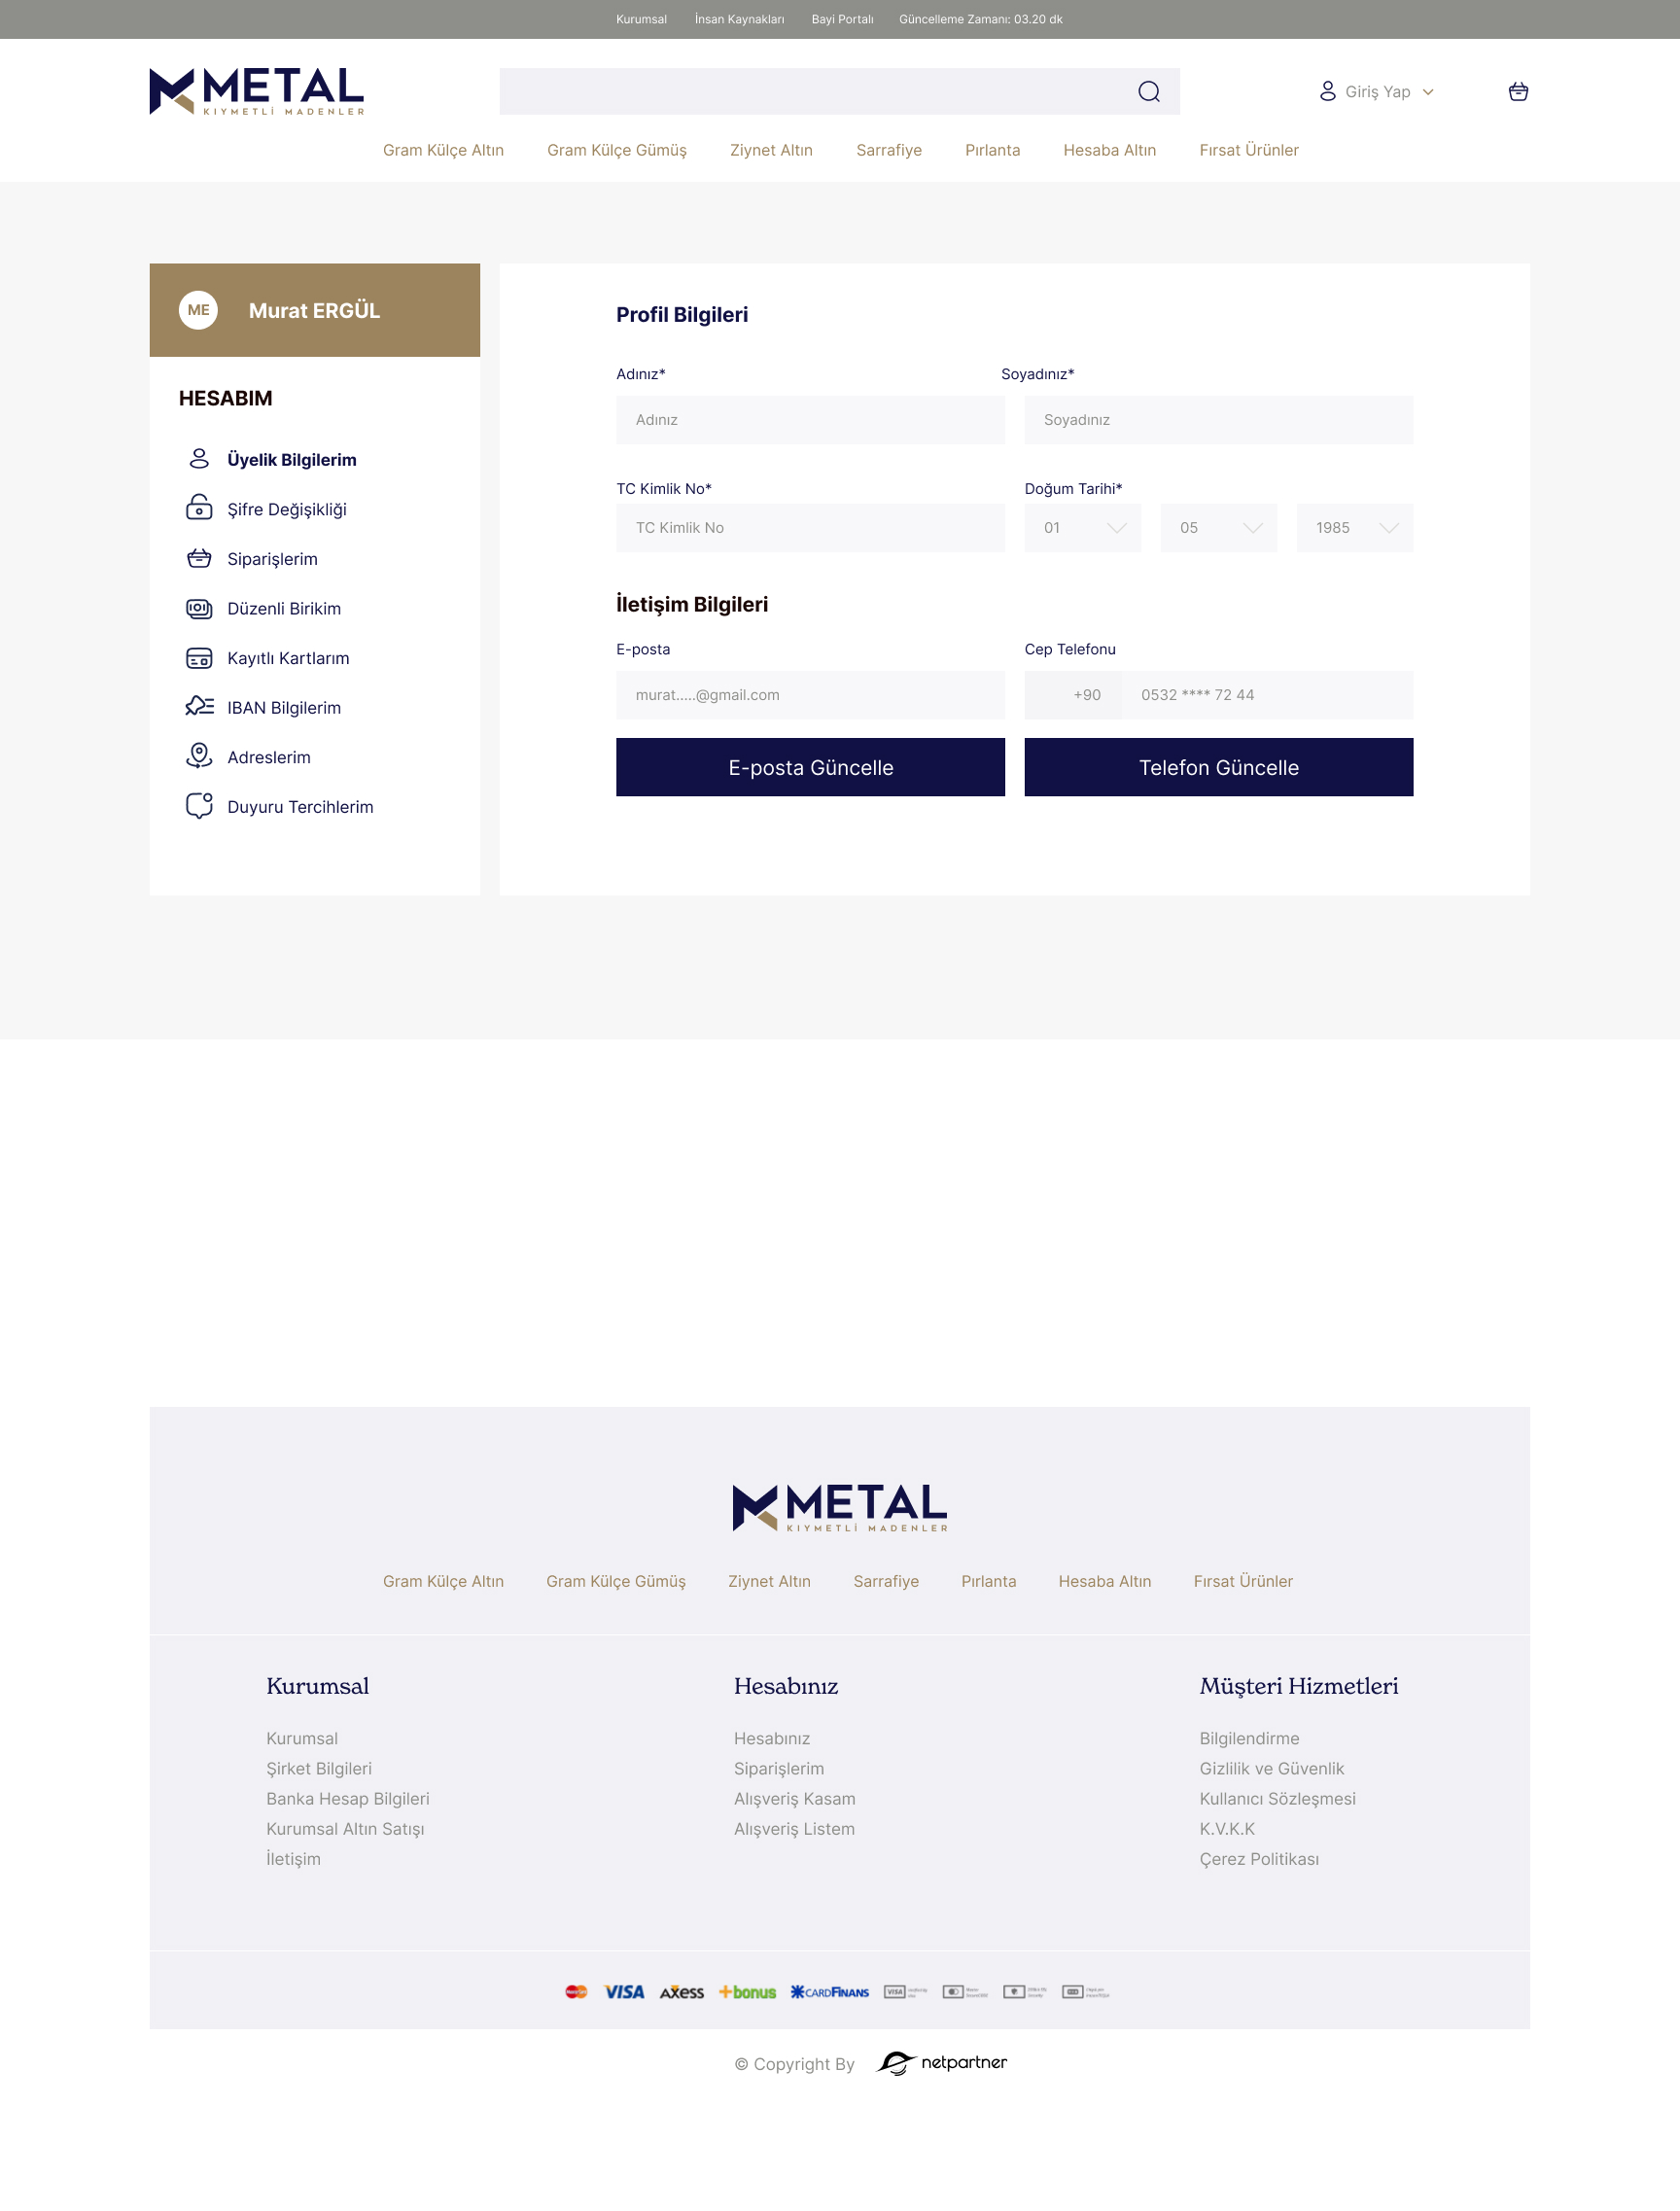 Kurumsal İnsan Kaynakları Bayi Portalı Güncelleme Zamanı: 03.20 dk
METAL
KIYMETLİ MADENLER
Giriş Yap
Gram Külçe Altın Gram Külçe Gümüş Ziynet Altın Sarrafiye Pırlanta Hesaba Altın Fırsat Ürünler
ME Murat ERGÜL
HESABIM
Üyelik Bilgilerim
Şifre Değişikliği
Siparişlerim
Düzenli Birikim
Kayıtlı Kartlarım
IBAN Bilgilerim
Adreslerim
Duyuru Tercihlerim
Profil Bilgileri
Adınız* Soyadınız*
Adınız Soyadınız
TC Kimlik No* Doğum Tarihi*
TC Kimlik No 01 05 1985
İletişim Bilgileri
E-posta Cep Telefonu
murat.....@gmail.com +90 0532 **** 72 44
E-posta Güncelle Telefon Güncelle
METAL
KIYMETLİ MADENLER
Gram Külçe Altın Gram Külçe Gümüş Ziynet Altın Sarrafiye Pırlanta Hesaba Altın Fırsat Ürünler
Kurumsal
Kurumsal
Şirket Bilgileri
Banka Hesap Bilgileri
Kurumsal Altın Satışı
İletişim
Hesabınız
Hesabınız
Siparişlerim
Alışveriş Kasam
Alışveriş Listem
Müşteri Hizmetleri
Bilgilendirme
Gizlilik ve Güvenlik
Kullanıcı Sözleşmesi
K.V.K.K
Çerez Politikası
VISA axess bonus CARDFINANS VISA
© Copyright By netpartner